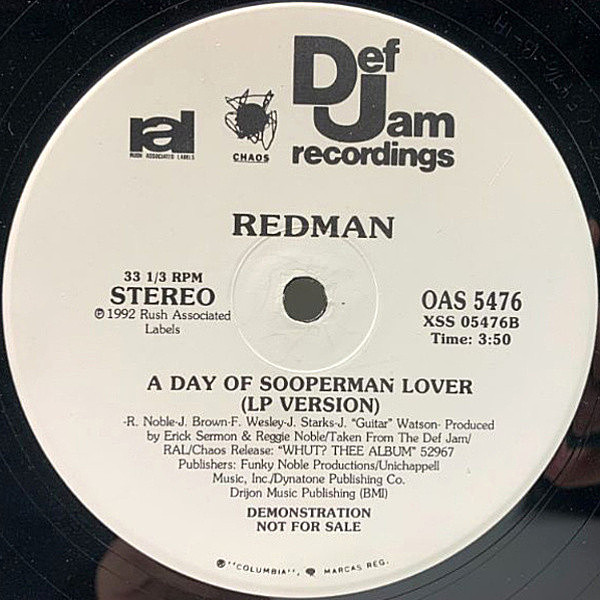 Def
Jam
recordings
ral
RUSH ASSOCIATED LABELS
CHAOS
REDMAN
33 1/3 RPM
STEREO
℗ 1992 Rush Associated
Labels
OAS 5476
XSS 05476B
Time: 3:50
A DAY OF SOOPERMAN LOVER
(LP VERSION)
-R. Noble-J. Brown-F. Wesley-J. Starks-J. "Guitar" Watson- Produced
by Erick Sermon & Reggie Noble/Taken From The Def Jam/
RAL/Chaos Release: "WHUT? THEE ALBUM" 52967
Publishers: Funky Noble Productions/Unichappell
Music, Inc./Dynatone Publishing Co.
Drijon Music Publishing (BMI)
DEMONSTRATION
NOT FOR SALE
"COLUMBIA", MARCAS REG.